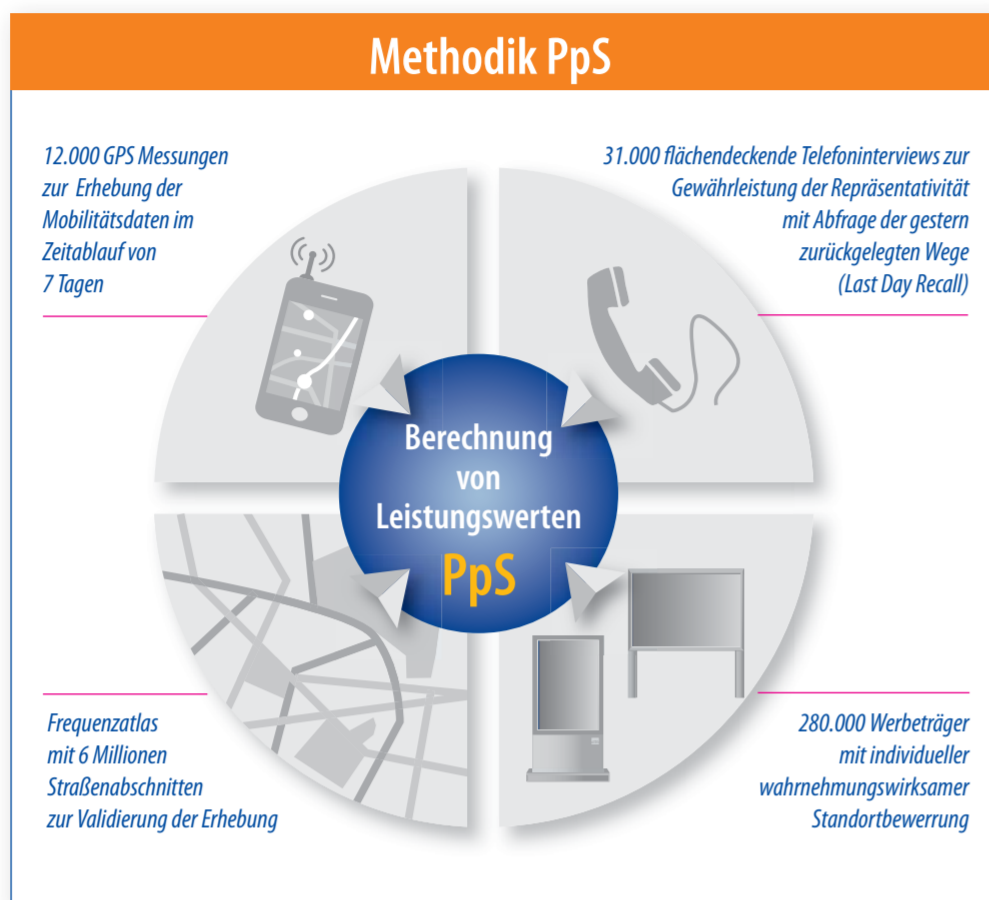 Methodik PpS
12.000 GPS Messungen
zur Erhebung der
Mobilitätsdaten im
Zeitablauf von
7 Tagen
31.000 flächendeckende Telefoninterviews zur
Gewährleistung der Repräsentativität
mit Abfrage der gestern
zurückgelegten Wege
(Last Day Recall)
Berechnung
von
Leistungswerten
PpS
Frequenzatlas
mit 6 Millionen
Straßenabschnitten
zur Validierung der Erhebung
280.000 Werbeträger
mit individueller
wahrnehmungswirksamer
Standortbewerrung